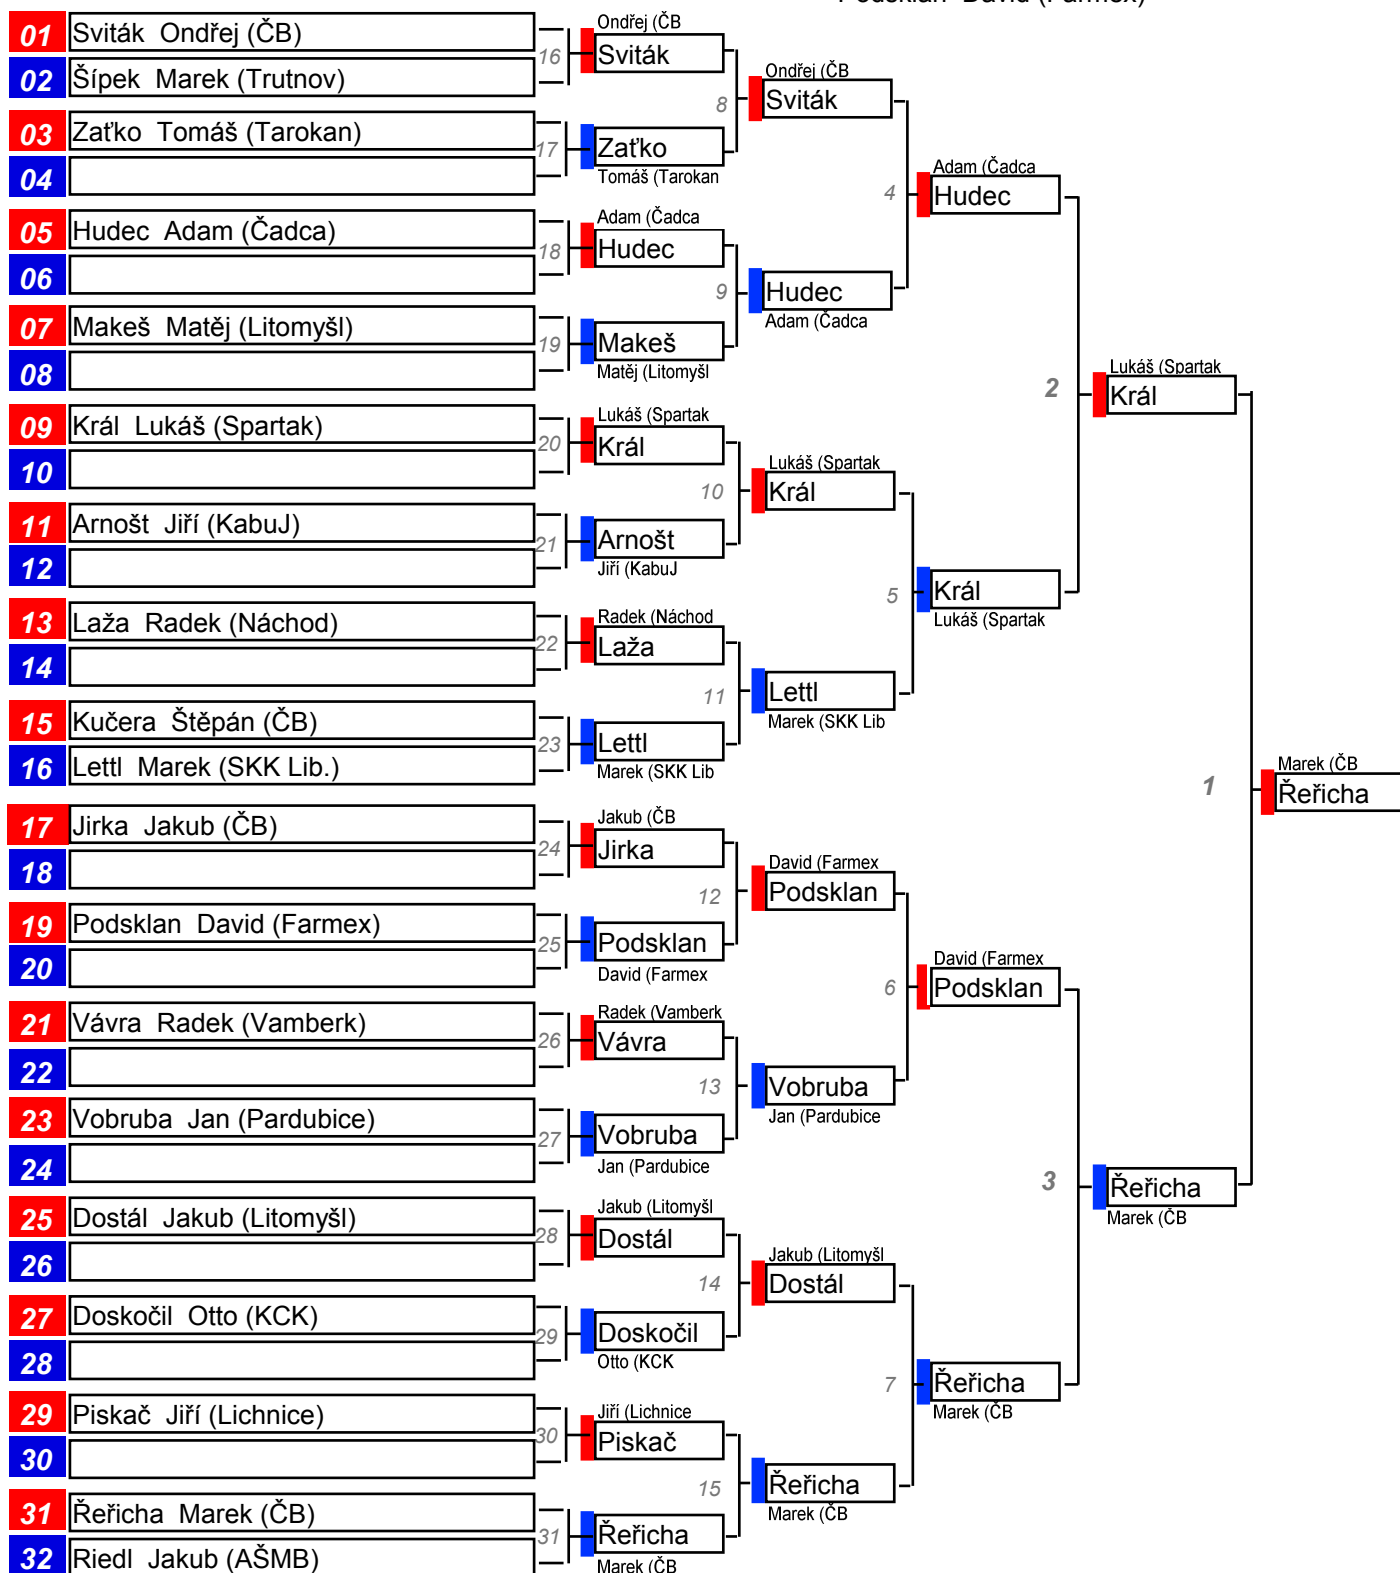 Podsklan David (Farmex)
01 Sviták Ondřej (ČB)
02 Šípek Marek (Trutnov)
03 Zaťko Tomáš (Tarokan)
04
05 Hudec Adam (Čadca)
06
07 Makeš Matěj (Litomyšl)
08
09 Král Lukáš (Spartak)
10
11 Arnošt Jiří (KabuJ)
12
13 Laža Radek (Náchod)
14
15 Kučera Štěpán (ČB)
16 Lettl Marek (SKK Lib.)
17 Jirka Jakub (ČB)
18
19 Podsklan David (Farmex)
20
21 Vávra Radek (Vamberk)
22
23 Vobruba Jan (Pardubice)
24
25 Dostál Jakub (Litomyšl)
26
27 Doskočil Otto (KCK)
28
29 Piskač Jiří (Lichnice)
30
31 Řeřicha Marek (ČB)
32 Riedl Jakub (AŠMB)
16
17
18
19
20
21
22
23
24
25
26
27
28
29
30
31
Ondřej (ČB
Sviták
Zaťko
Tomáš (Tarokan
Adam (Čadca
Hudec
Makeš
Matěj (Litomyšl
Lukáš (Spartak
Král
Arnošt
Jiří (KabuJ
Radek (Náchod
Laža
Lettl
Marek (SKK Lib
Jakub (ČB
Jirka
Podsklan
David (Farmex
Radek (Vamberk
Vávra
Vobruba
Jan (Pardubice
Jakub (Litomyšl
Dostál
Doskočil
Otto (KCK
Jiří (Lichnice
Piskač
Řeřicha
Marek (ČB
8
9
10
11
12
13
14
15
Ondřej (ČB
Sviták
Hudec
Adam (Čadca
Lukáš (Spartak
Král
Lettl
Marek (SKK Lib
David (Farmex
Podsklan
Vobruba
Jan (Pardubice
Jakub (Litomyšl
Dostál
Řeřicha
Marek (ČB
4
5
6
7
Adam (Čadca
Hudec
Král
Lukáš (Spartak
David (Farmex
Podsklan
Řeřicha
Marek (ČB
2
3
Lukáš (Spartak
Král
Řeřicha
Marek (ČB
1
Marek (ČB
Řeřicha